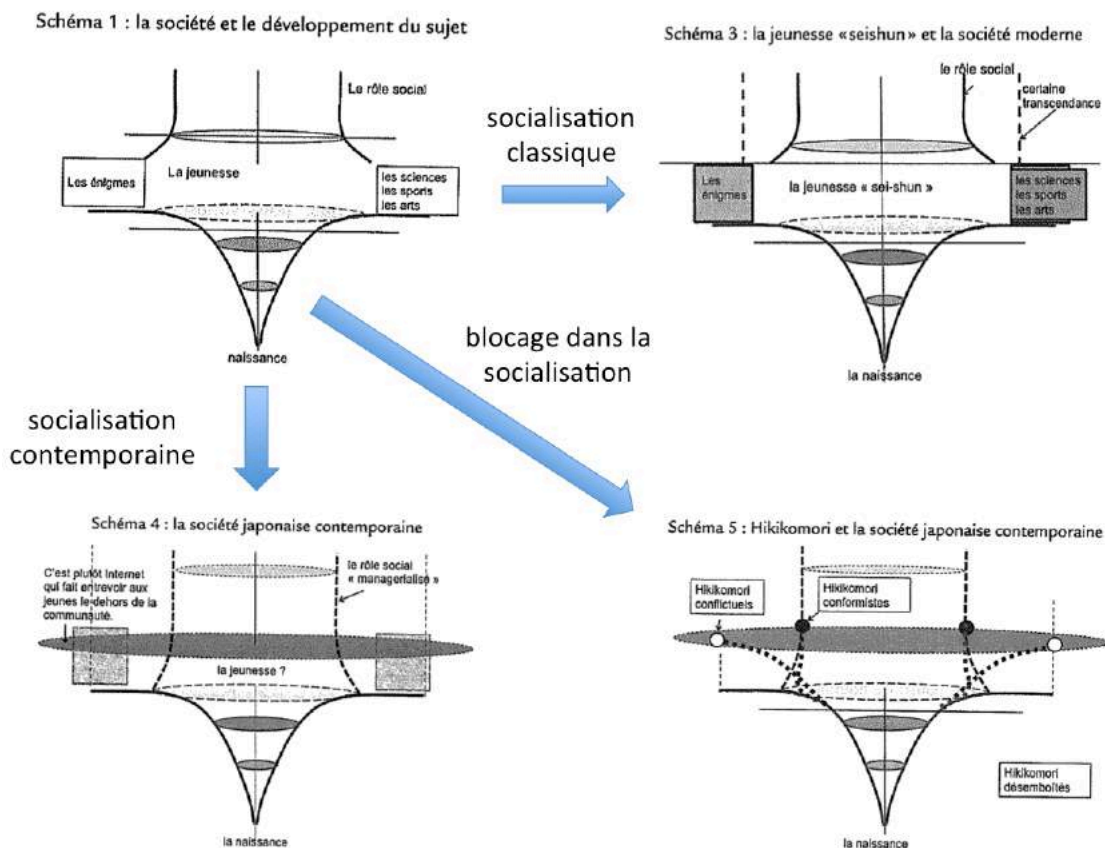 Schéma 1 : la société et le développement du sujet
Le rôle social
Les énigmes
La jeunesse
les sciences
les sports
les arts
naissance
socialisation
classique
Schéma 3 : la jeunesse «seishun» et la société moderne
le rôle social
certaine
transcendance
Les
énigmes
la jeunesse « sei-shun »
les sciences
les sports
les arts
la naissance
blocage dans la
socialisation
socialisation
contemporaine
Schéma 4 : la société japonaise contemporaine
C'est plutôt Internet
qui fait entrevoir aux
jeunes le dehors de la
communauté.
le rôle social
« managerialisé »
la jeunesse ?
la naissance
Schéma 5 : Hikikomori et la société japonaise contemporaine
Hikikomori
conflictuels
Hikikomori
conformistes
Hikikomori
désemboîtés
la naissance